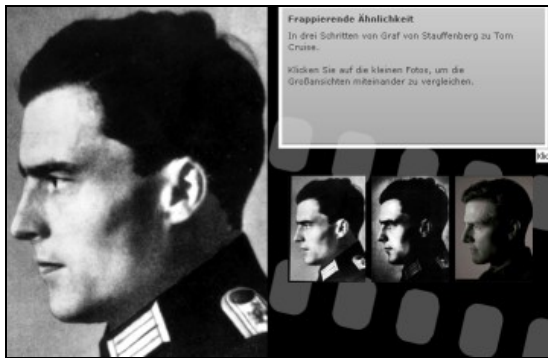 Frappierende Ähnlichkeit
In drei Schritten von Graf von Stauffenberg zu Tom
Cruise.
Klicken Sie auf die kleinen Fotos, um die
Großansichten miteinander zu vergleichen.